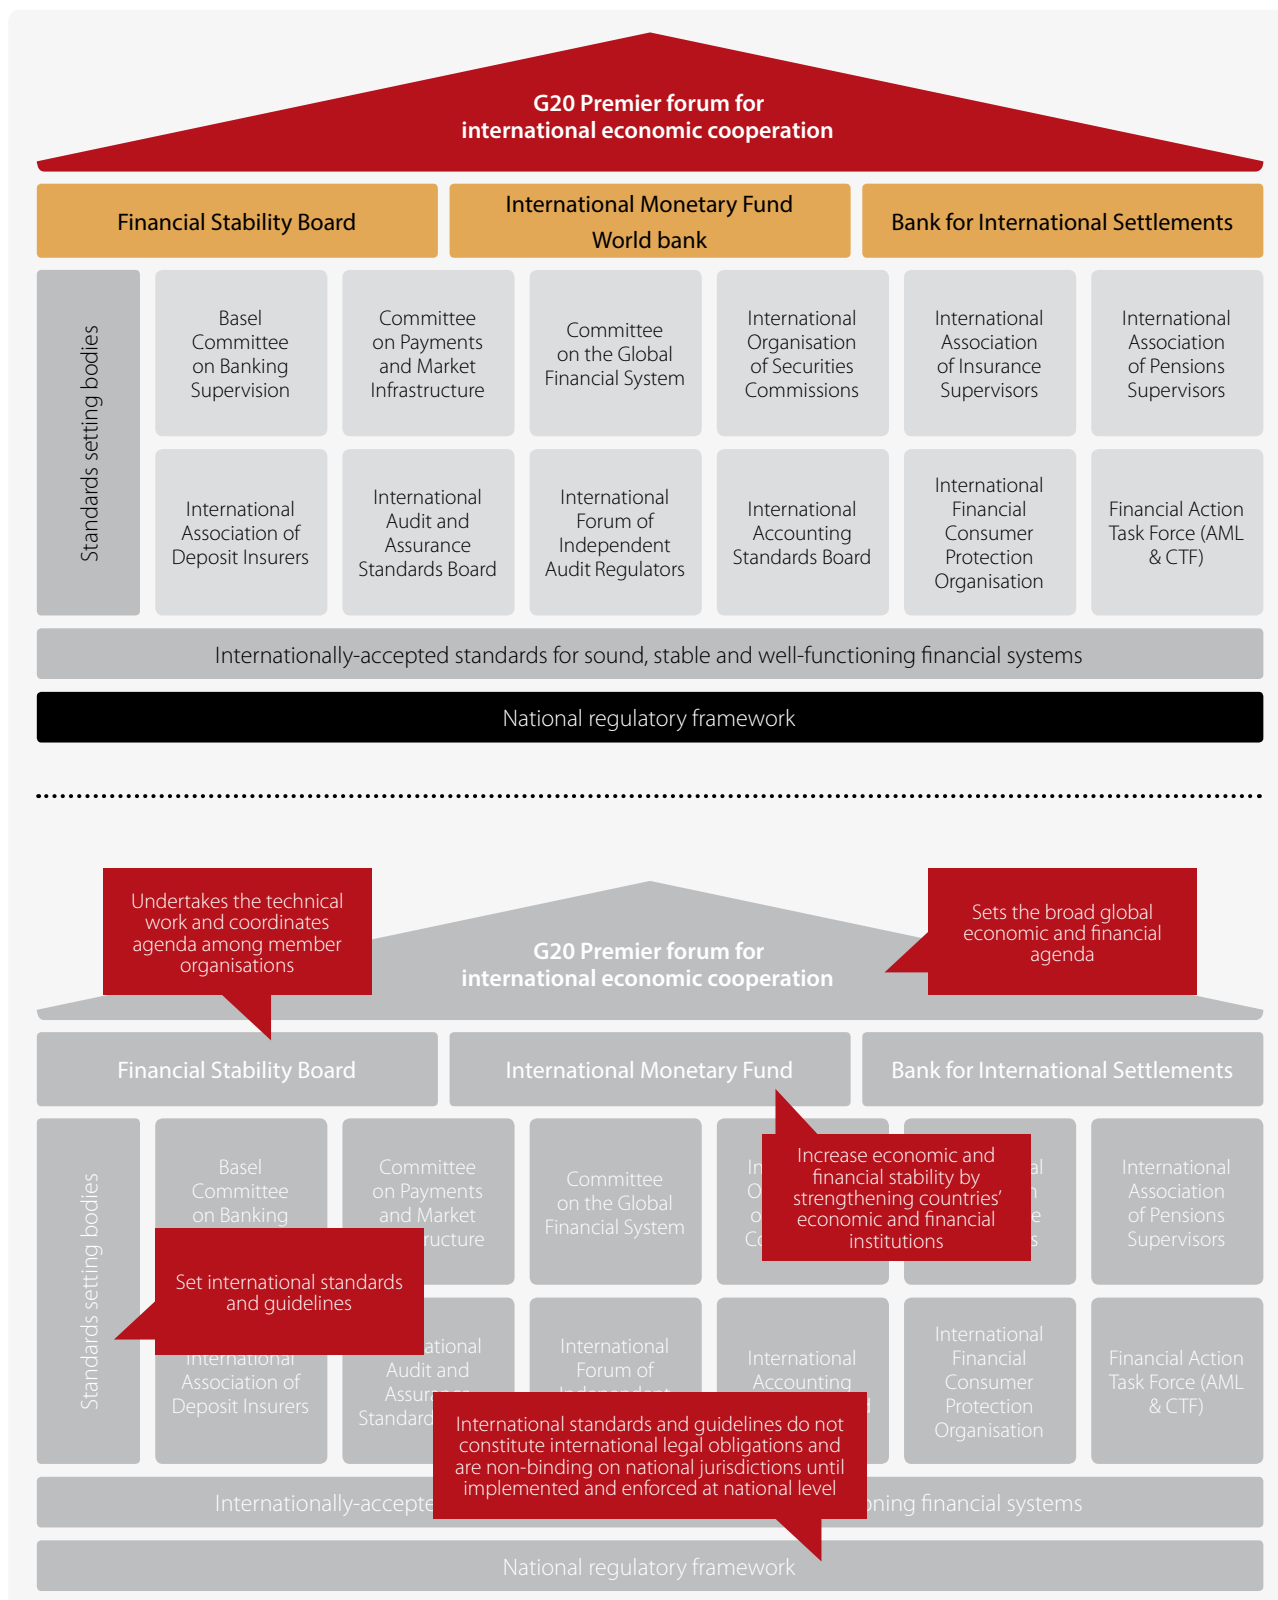 G20 Premier forum for
international economic cooperation
Financial Stability Board
International Monetary Fund
World bank
Bank for International Settlements
Standards setting bodies
Basel
Committee
on Banking
Supervision
Committee
on Payments
and Market
Infrastructure
Committee
on the Global
Financial System
International
Organisation
of Securities
Commissions
International
Association
of Insurance
Supervisors
International
Association
of Pensions
Supervisors
International
Association of
Deposit Insurers
International
Audit and
Assurance
Standards Board
International
Forum of
Independent
Audit Regulators
International
Accounting
Standards Board
International
Financial
Consumer
Protection
Organisation
Financial Action
Task Force (AML
& CTF)
Internationally-accepted standards for sound, stable and well-functioning financial systems
National regulatory framework
Undertakes the technical
work and coordinates
agenda among member
organisations
G20 Premier forum for
international economic cooperation
Sets the broad global
economic and financial
agenda
Financial Stability Board
International Monetary Fund
Bank for International Settlements
Standards setting bodies
Basel
Committee
on Banking
Committee
on Payments
and Market
ructure
Committee
on the Global
Financial System
Increase economic and
financial stability by
strengthening countries’
economic and financial
institutions
International
Association
of Pensions
Supervisors
Set international standards
and guidelines
International
Association of
Deposit Insurers
ational
Audit and
Assurance
Standard
International
Forum of
Independent
International
Accounting
International
Financial
Consumer
Protection
Organisation
Financial Action
Task Force (AML
& CTF)
International standards and guidelines do not
constitute international legal obligations and
are non-binding on national jurisdictions until
implemented and enforced at national level
Internationally-accepte
oning financial systems
National regulatory framework